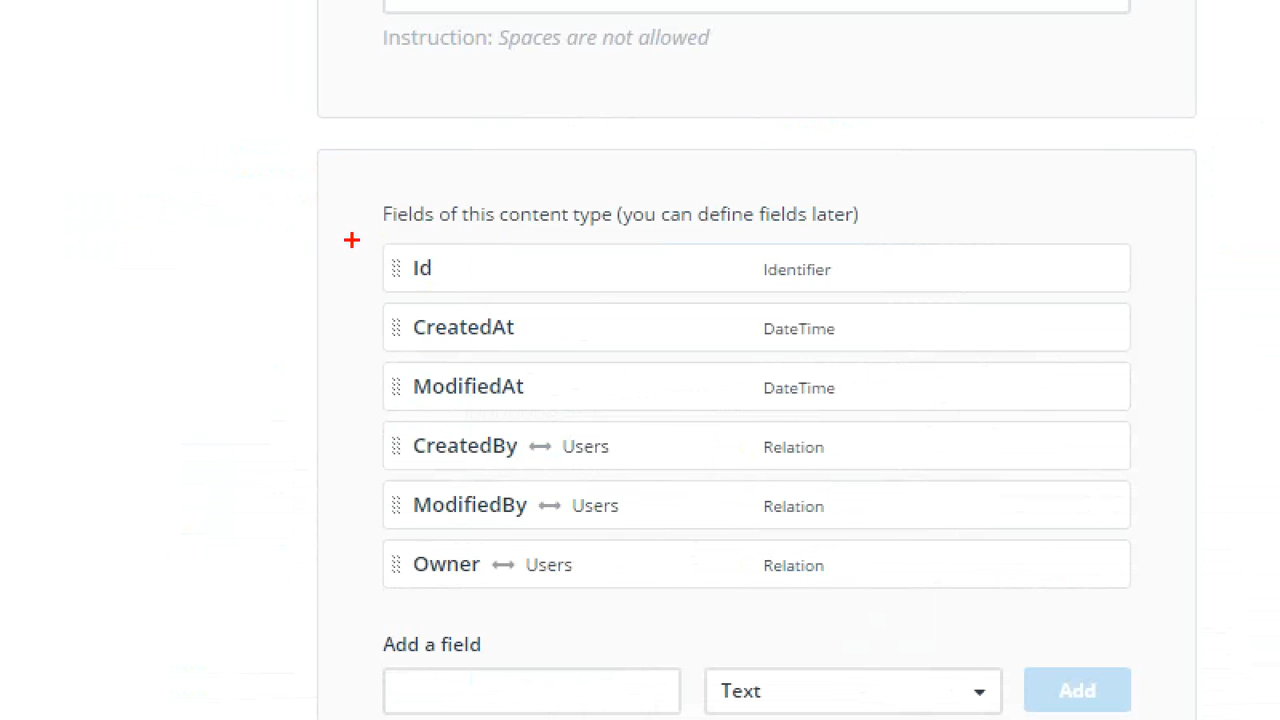 Instruction: Spaces are not allowed
Fields of this content type (you can define fields later)
Id Identifier
CreatedAt DateTime
ModifiedAt DateTime
CreatedBy Users Relation
ModifiedBy Users Relation
Owner Users Relation
Add a field
Text Add